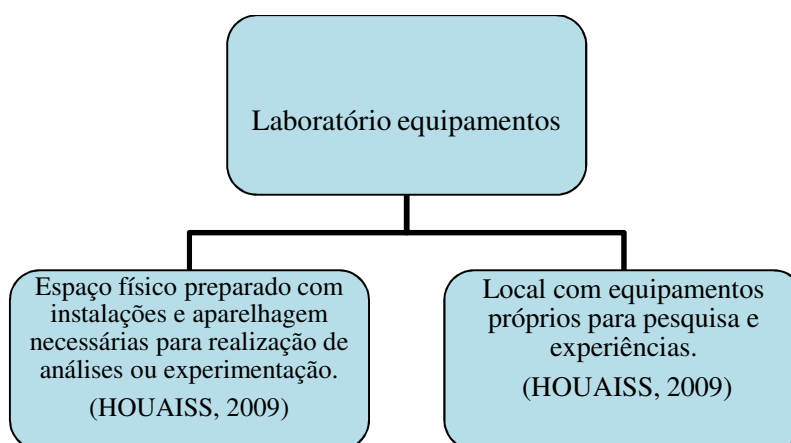 Laboratório equipamentos
Espaço físico preparado com
instalações e aparelhagem
necessárias para realização de
análises ou experimentação.
(HOUAISS, 2009)
Local com equipamentos
próprios para pesquisa e
experiências.
(HOUAISS, 2009)